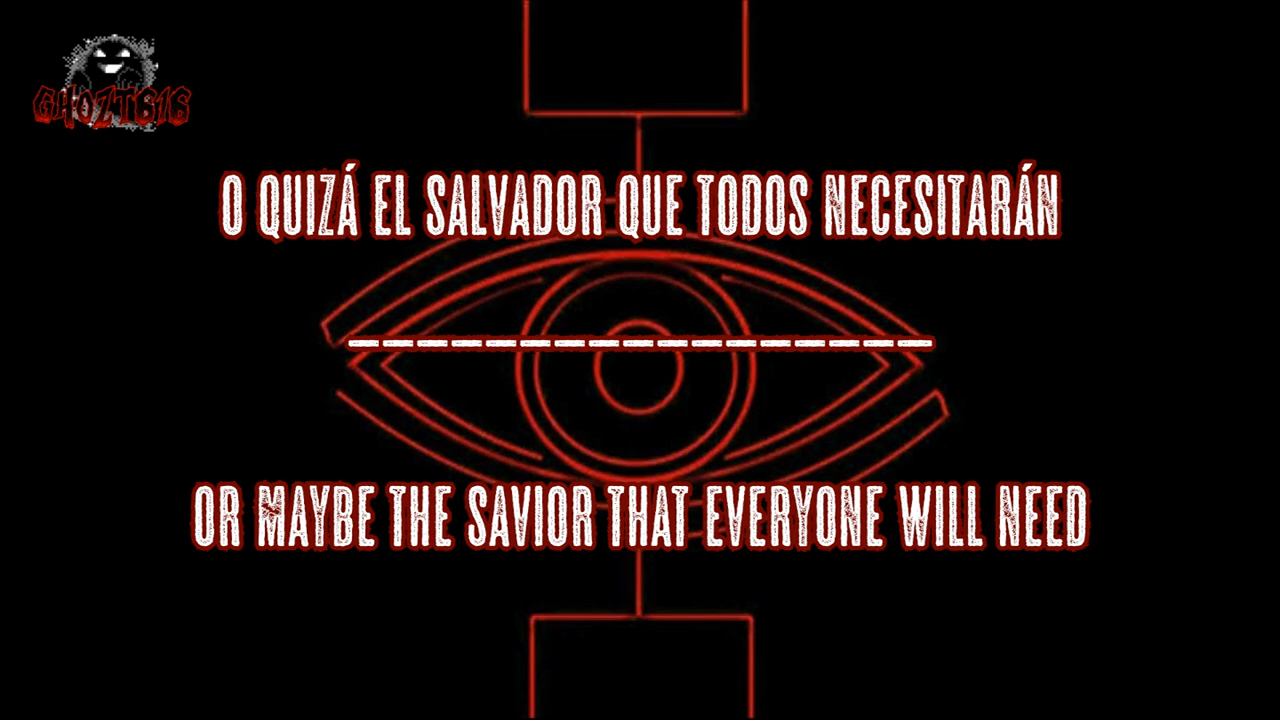 GHOZT616
O QUIZÁ EL SALVADOR QUE TODOS NECESITARÁN
-----------------
OR MAYBE THE SAVIOR THAT EVERYONE WILL NEED